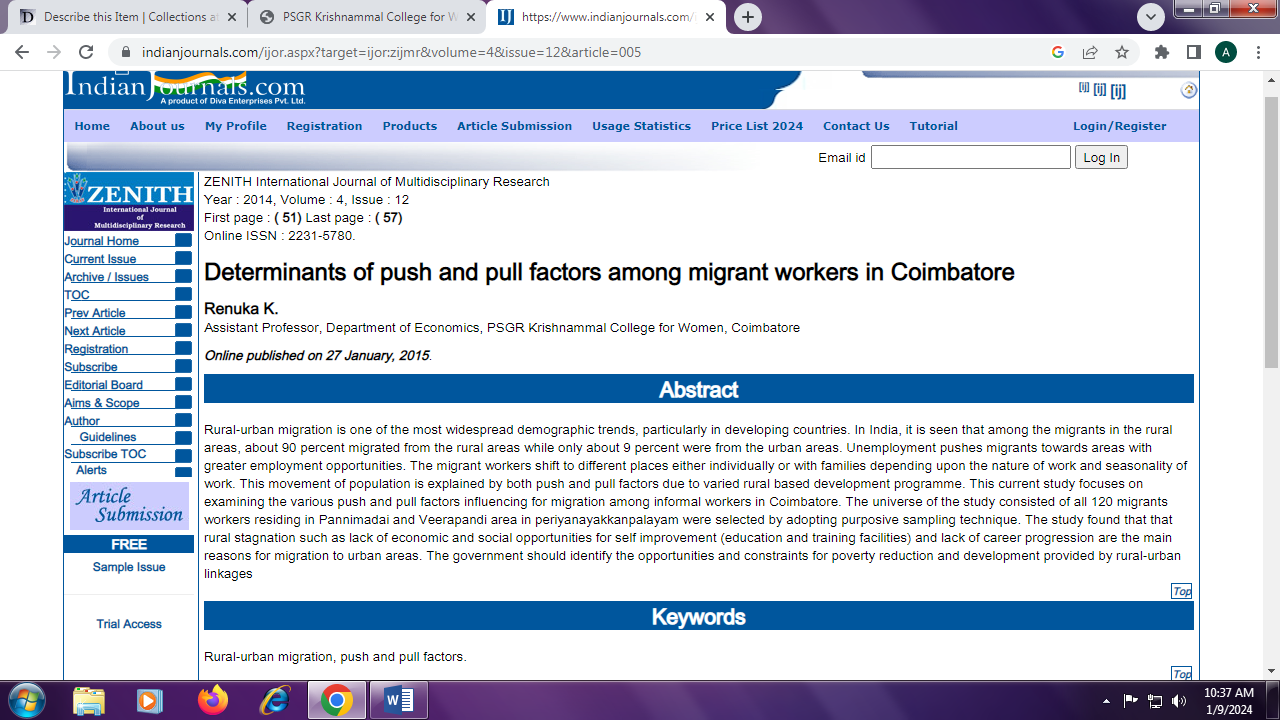 Describe this Item | Collections at
PSGR Krishnammal College for W
https://www.indianjournals.com/
indianjournals.com/ijor.aspx?target=ijor:zijmr&volume=4&issue=12&article=005
A
IndianJournals.com
A product of Diva Enterprises Pvt. Ltd.
[ij] [ij] [ij]
Home About us My Profile Registration Products Article Submission Usage Statistics Price List 2024 Contact Us Tutorial Login/Register
Email id Log In
ZENITH
International Journal
of
Multidisciplinary Research
Journal Home
Current Issue
Archive / Issues
TOC
Prev Article
Next Article
Registration
Subscribe
Editorial Board
Aims & Scope
Author
Guidelines
Subscribe TOC
Alerts
Article
Submission
FREE
Sample Issue
Trial Access
ZENITH International Journal of Multidisciplinary Research
Year : 2014, Volume : 4, Issue : 12
First page : ( 51) Last page : ( 57)
Online ISSN : 2231-5780.
Determinants of push and pull factors among migrant workers in Coimbatore
Renuka K.
Assistant Professor, Department of Economics, PSGR Krishnammal College for Women, Coimbatore
Online published on 27 January, 2015.
Abstract
Rural-urban migration is one of the most widespread demographic trends, particularly in developing countries. In India, it is seen that among the migrants in the rural
areas, about 90 percent migrated from the rural areas while only about 9 percent were from the urban areas. Unemployment pushes migrants towards areas with
greater employment opportunities. The migrant workers shift to different places either individually or with families depending upon the nature of work and seasonality of
work. This movement of population is explained by both push and pull factors due to varied rural based development programme. This current study focuses on
examining the various push and pull factors influencing for migration among informal workers in Coimbatore. The universe of the study consisted of all 120 migrants
workers residing in Pannimadai and Veerapandi area in periyanayakkanpalayam were selected by adopting purposive sampling technique. The study found that that
rural stagnation such as lack of economic and social opportunities for self improvement (education and training facilities) and lack of career progression are the main
reasons for migration to urban areas. The government should identify the opportunities and constraints for poverty reduction and development provided by rural-urban
linkages
Top
Keywords
Rural-urban migration, push and pull factors.
Top
10:37 AM
1/9/2024